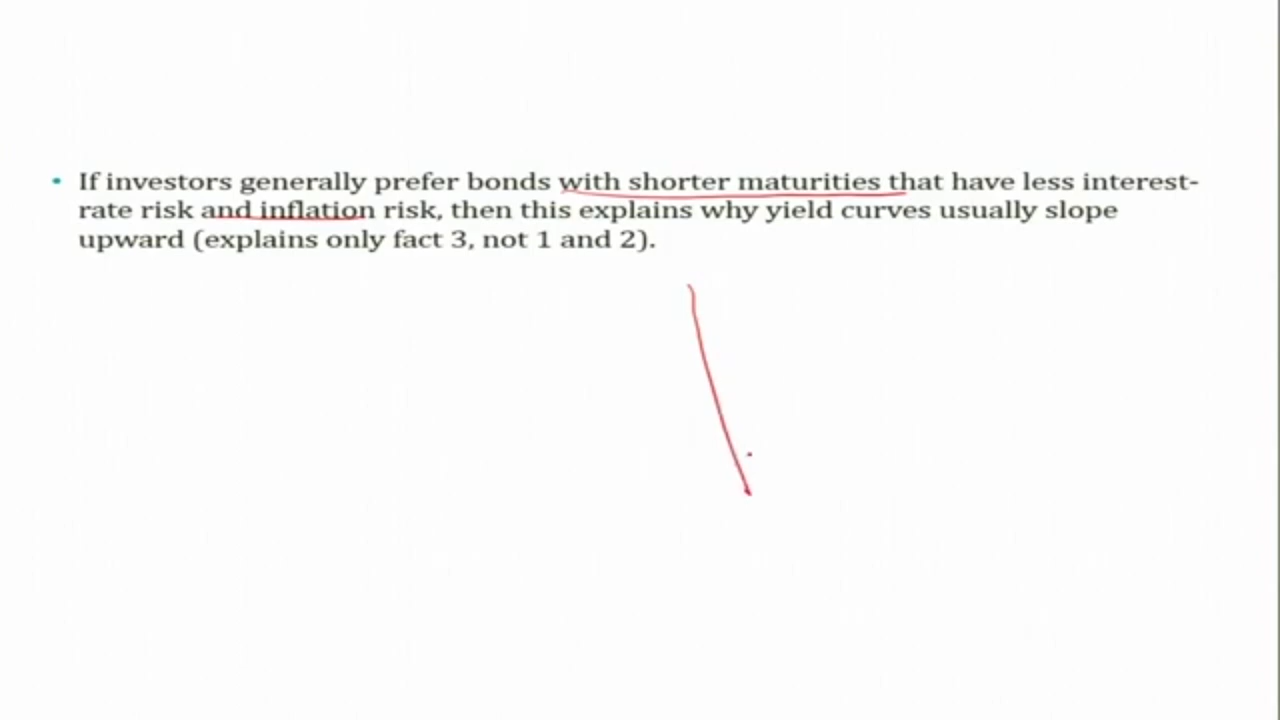 • If investors generally prefer bonds with shorter maturities that have less interest-
rate risk and inflation risk, then this explains why yield curves usually slope
upward (explains only fact 3, not 1 and 2).